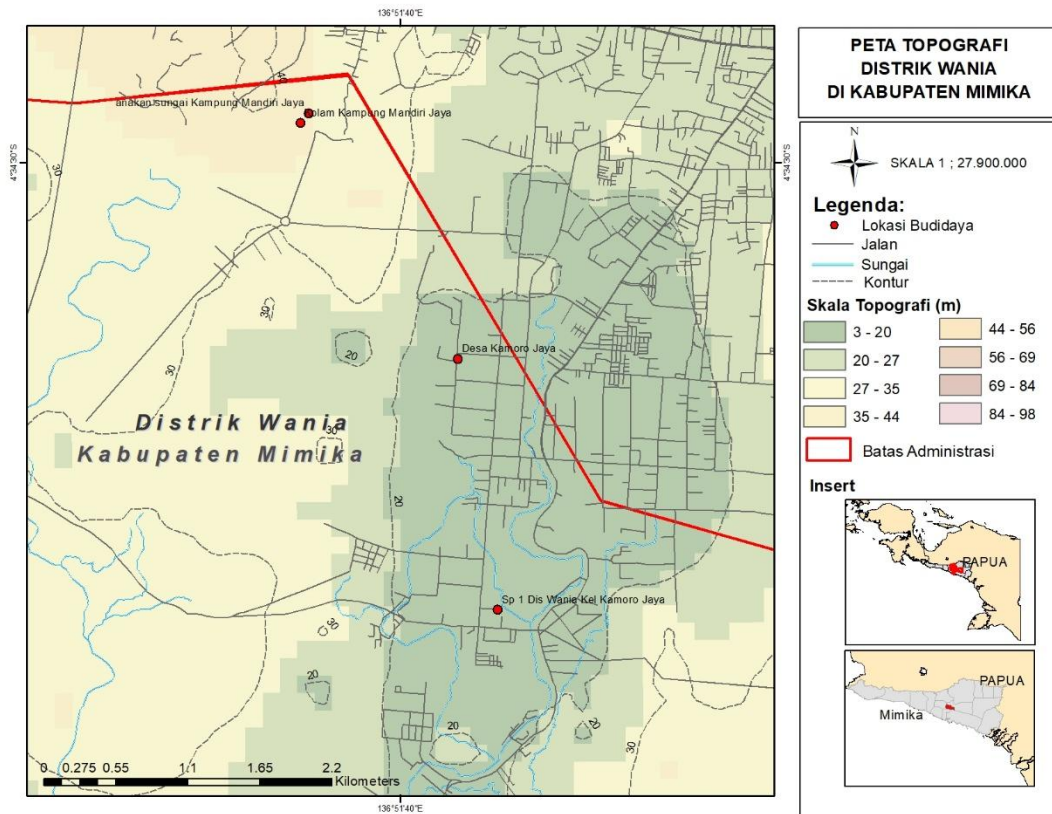 136°51'40"E
4°34'30"S
4°34'30"S
40
anakan sungai Kampung Mandiri Jaya
Kolam Kampung Mandiri Jaya
30
30
30
20
Desa Kamoro Jaya
Distrik Wania
30
Kabupaten Mimika
20
Sp 1 Dis Wania Kel Kamoro Jaya
30
20
20
20
30
0 0.275 0.55 1.1 1.65 2.2
Kilometers
136°51'40"E
PETA TOPOGRAFI
DISTRIK WANIA
DI KABUPATEN MIMIKA
N
SKALA 1 ; 27.900.000
Legenda:
Lokasi Budidaya
Jalan
Sungai
Kontur
Skala Topografi (m)
3 - 20 44 - 56
20 - 27 56 - 69
27 - 35 69 - 84
35 - 44 84 - 98
Batas Administrasi
Insert
PAPUA
PAPUA
Mimika